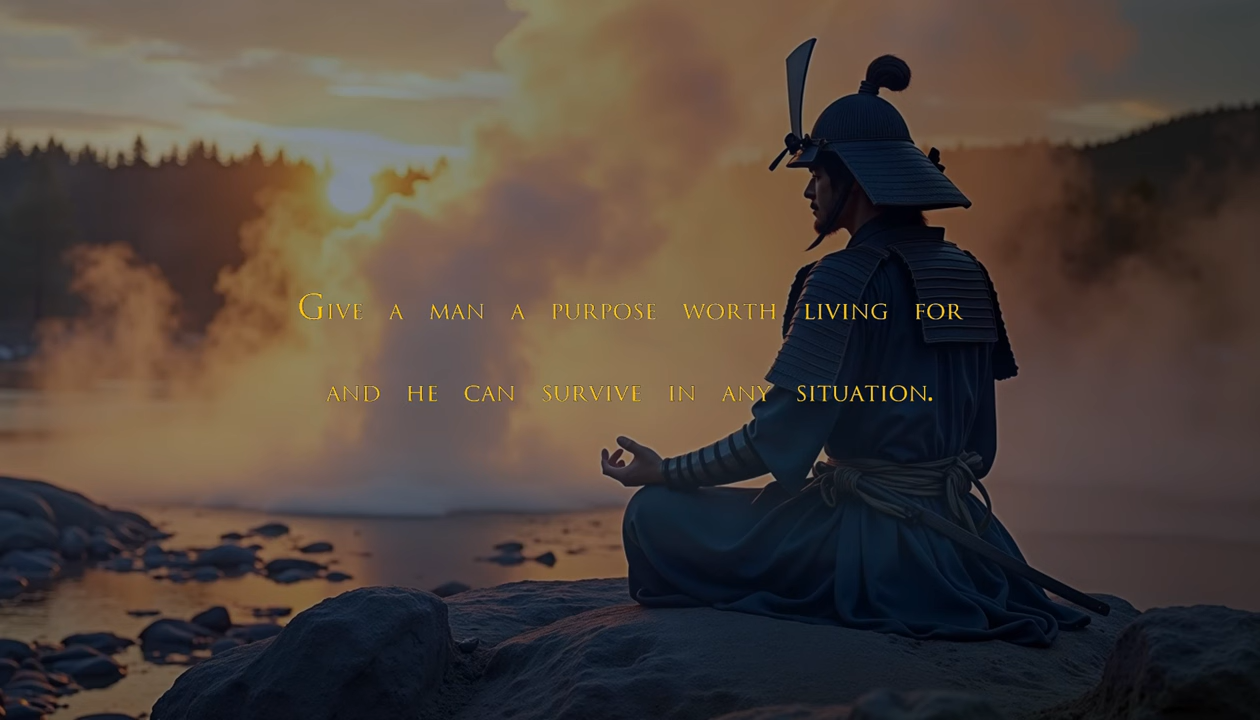 Give a man a purpose worth living for
and he can survive in any situation.